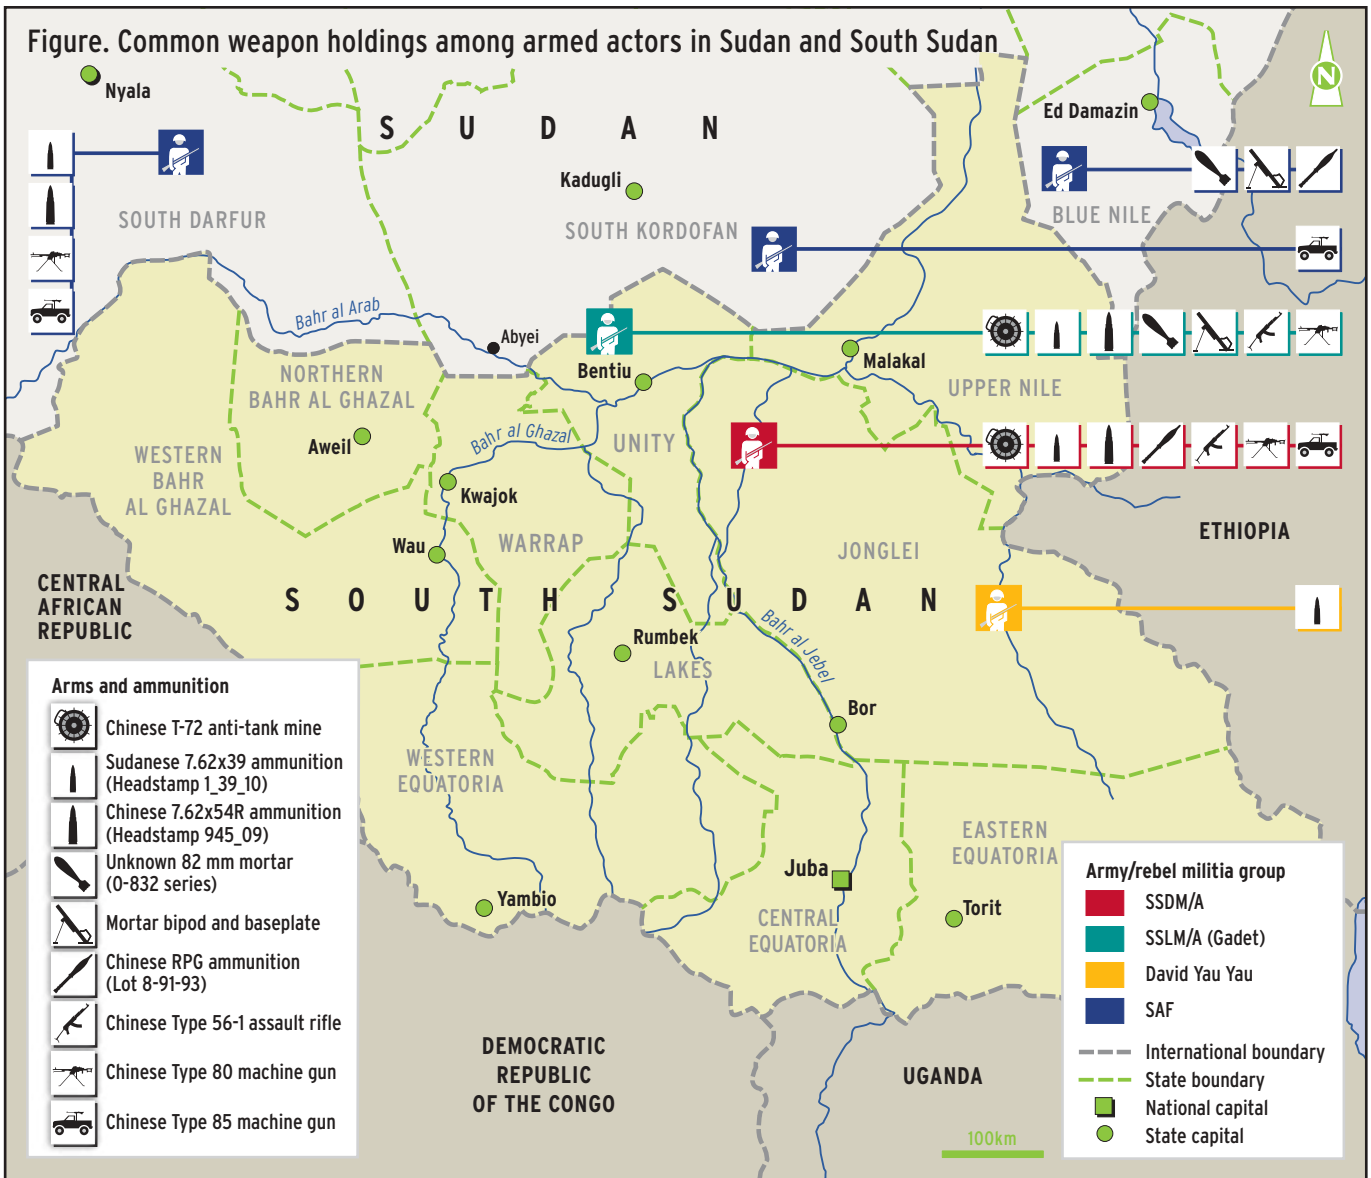 Figure. Common weapon holdings among armed actors in Sudan and South Sudan
N
Nyala
Ed Damazin
S U D A N
Kadugli
SOUTH DARFUR
SOUTH KORDOFAN
BLUE NILE
Bahr al Arab
Abyei
Bentiu
Malakal
NORTHERN
BAHR AL GHAZAL
UPPER NILE
Aweil
Bahr al Ghazal
UNITY
WESTERN
BAHR
AL GHAZAL
Kwajok
Wau
WARRAP
JONGLEI
ETHIOPIA
CENTRAL
AFRICAN
REPUBLIC
S O U T H S U D A N
Bahr al Jebel
Rumbek
LAKES
Bor
WESTERN
EQUATORIA
EASTERN
EQUATORIA
Juba
Yambio
CENTRAL
EQUATORIA
Torit
DEMOCRATIC
REPUBLIC
OF THE CONGO
UGANDA
100km
Arms and ammunition
Chinese T-72 anti-tank mine
Sudanese 7.62x39 ammunition
(Headstamp 1_39_10)
Chinese 7.62x54R ammunition
(Headstamp 945_09)
Unknown 82 mm mortar
(0-832 series)
Mortar bipod and baseplate
Chinese RPG ammunition
(Lot 8-91-93)
Chinese Type 56-1 assault rifle
Chinese Type 80 machine gun
Chinese Type 85 machine gun
Army/rebel militia group
SSDM/A
SSLM/A (Gadet)
David Yau Yau
SAF
International boundary
State boundary
National capital
State capital